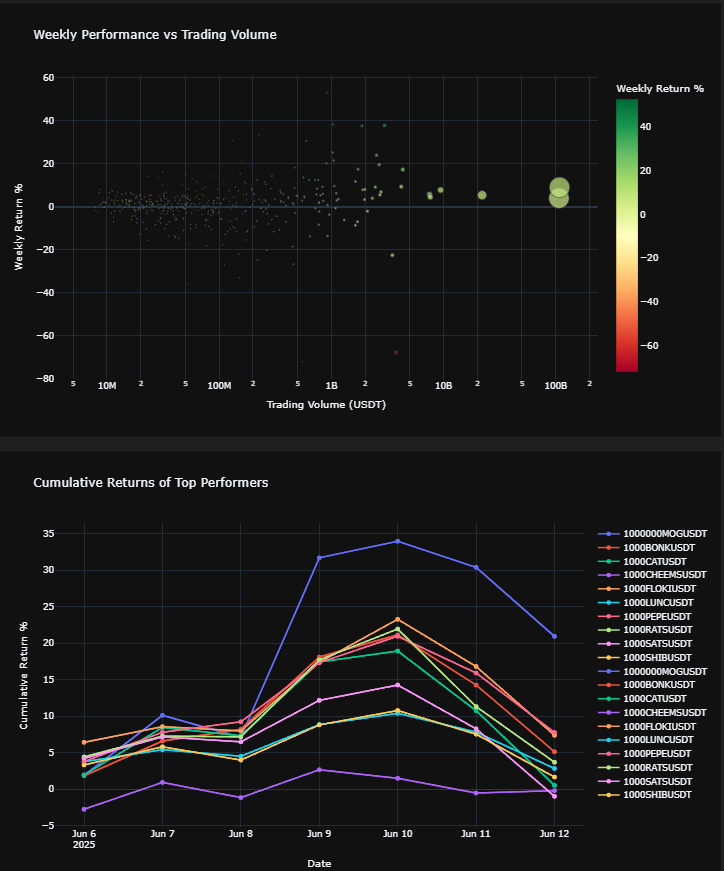 Weekly Performance vs Trading Volume
Weekly Return %
60
40
20
0
−20
−40
−60
−80
Weekly Return %
40
20
0
−20
−40
−60
5
10M
2
5
100M
2
5
1B
2
5
10B
2
5
100B
2
Trading Volume (USDT)
Cumulative Returns of Top Performers
Cumulative Returns %
35
30
25
20
15
10
5
0
−5
Jun 6
2025
Jun 7
Jun 8
Jun 9
Jun 10
Jun 11
Jun 12
Date
1000000MOGUSDT
1000BONKUSDT
1000CATUSDT
1000CHEEMSUSDT
1000FLOKIUSDT
1000LUNCUSDT
1000PEPEUSDT
1000RATSUSDT
1000SATSUSDT
1000SHIBUSDT
1000000MOGUSDT
1000BONKUSDT
1000CATUSDT
1000CHEEMSUSDT
1000FLOKIUSDT
1000LUNCUSDT
1000PEPEUSDT
1000RATSUSDT
1000SATSUSDT
1000SHIBUSDT